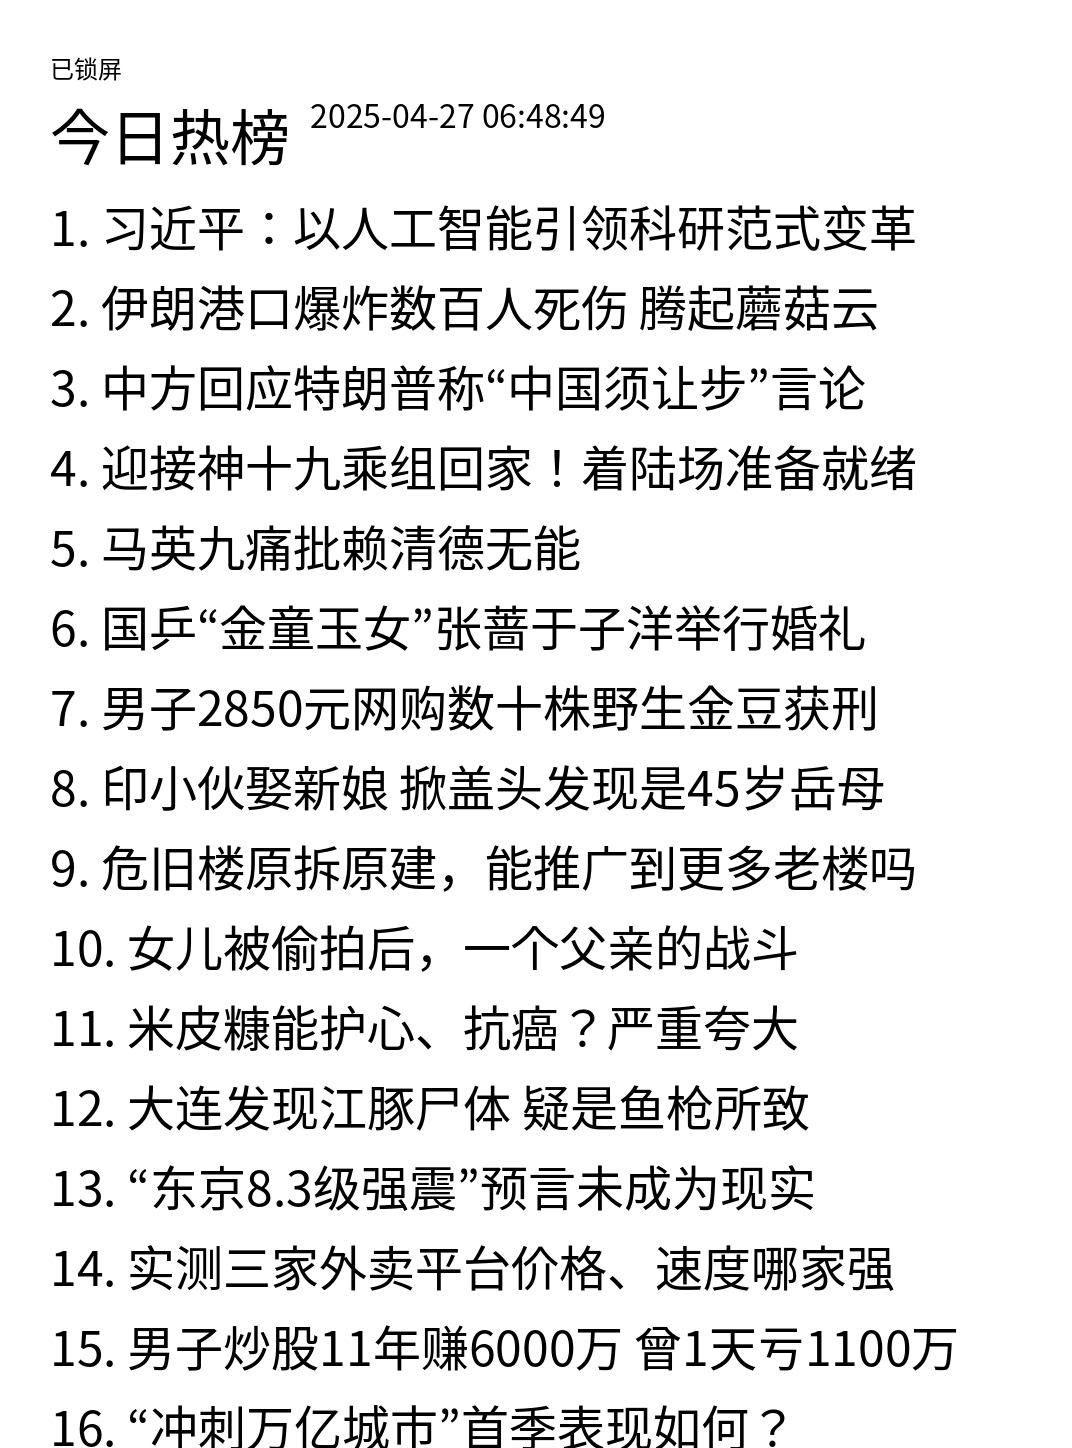 已锁屏
今日热榜 2025-04-27 06:48:49
1. 习近平：以人工智能引领科研范式变革
2. 伊朗港口爆炸数百人死伤 腾起蘑菇云
3. 中方回应特朗普称“中国须让步”言论
4. 迎接神十九乘组回家！着陆场准备就绪
5. 马英九痛批赖清德无能
6. 国乒“金童玉女”张蔷于子洋举行婚礼
7. 男子2850元网购数十株野生金豆获刑
8. 印小伙娶新娘 掀盖头发现是45岁岳母
9. 危旧楼原拆原建，能推广到更多老楼吗
10. 女儿被偷拍后，一个父亲的战斗
11. 米皮糠能护心、抗癌？严重夸大
12. 大连发现江豚尸体 疑是鱼枪所致
13. “东京8.3级强震”预言未成为现实
14. 实测三家外卖平台价格、速度哪家强
15. 男子炒股11年赚6000万 曾1天亏1100万
16. “冲刺万亿城市”首季表现如何？